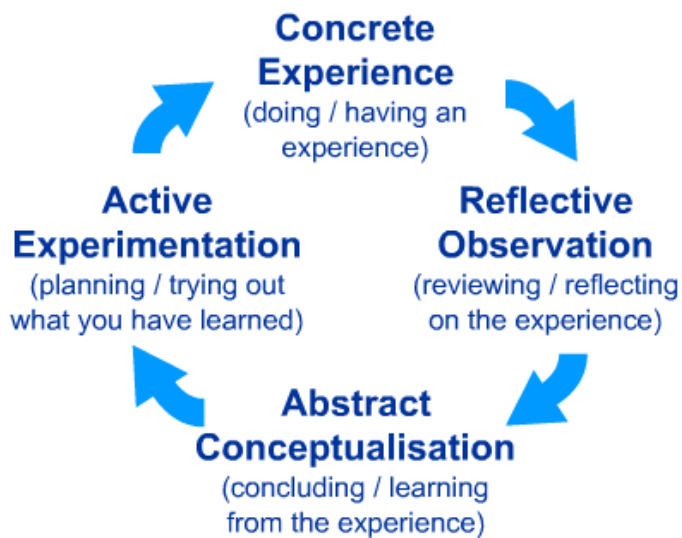 Concrete
Experience
(doing / having an
experience)
Reflective
Observation
(reviewing / reflecting
on the experience)
Abstract
Conceptualisation
(concluding / learning
from the experience)
Active
Experimentation
(planning / trying out
what you have learned)